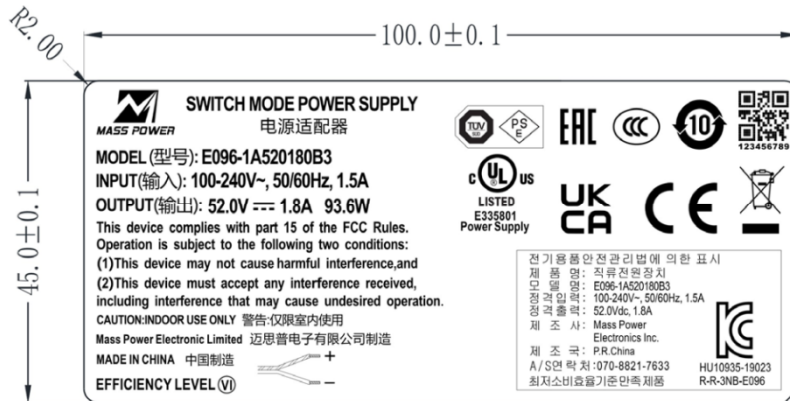 R2.00
100.0±0.1
45.0±0.1
MASS POWER
SWITCH MODE POWER SUPPLY
电源适配器
MODEL(型号): E096-1A520180B3
INPUT(输入): 100-240V~, 50/60Hz, 1.5A
OUTPUT(输出): 52.0V ⎓ 1.8A 93.6W
This device complies with part 15 of the FCC Rules.
Operation is subject to the following two conditions:
(1)This device may not cause harmful interference,and
(2)This device must accept any interference received,
including interference that may cause undesired operation.
CAUTION:INDOOR USE ONLY 警告:仅限室内使用
Mass Power Electronic Limited 迈思普电子有限公司制造
MADE IN CHINA 中国制造
+
−
EFFICIENCY LEVEL Ⓥ︎VI
TÜV
PS
E
EAC
CCC
10
123456789
c UL US
LISTED
E335801
Power Supply
UK
CA
CE
전기용품안전관리법에 의한 표시
제 품 명: 직류전원장치
모 델 명: E096-1A520180B3
정격입력: 100-240V~, 50/60Hz, 1.5A
정격출력: 52.0Vdc, 1.8A
제 조 사: Mass Power
Electronics Inc.
제 조 국: P.R.China
A/S연락처:070-8821-7633
최저소비효율기준만족제품
HU10935-19023
R-R-3NB-E096